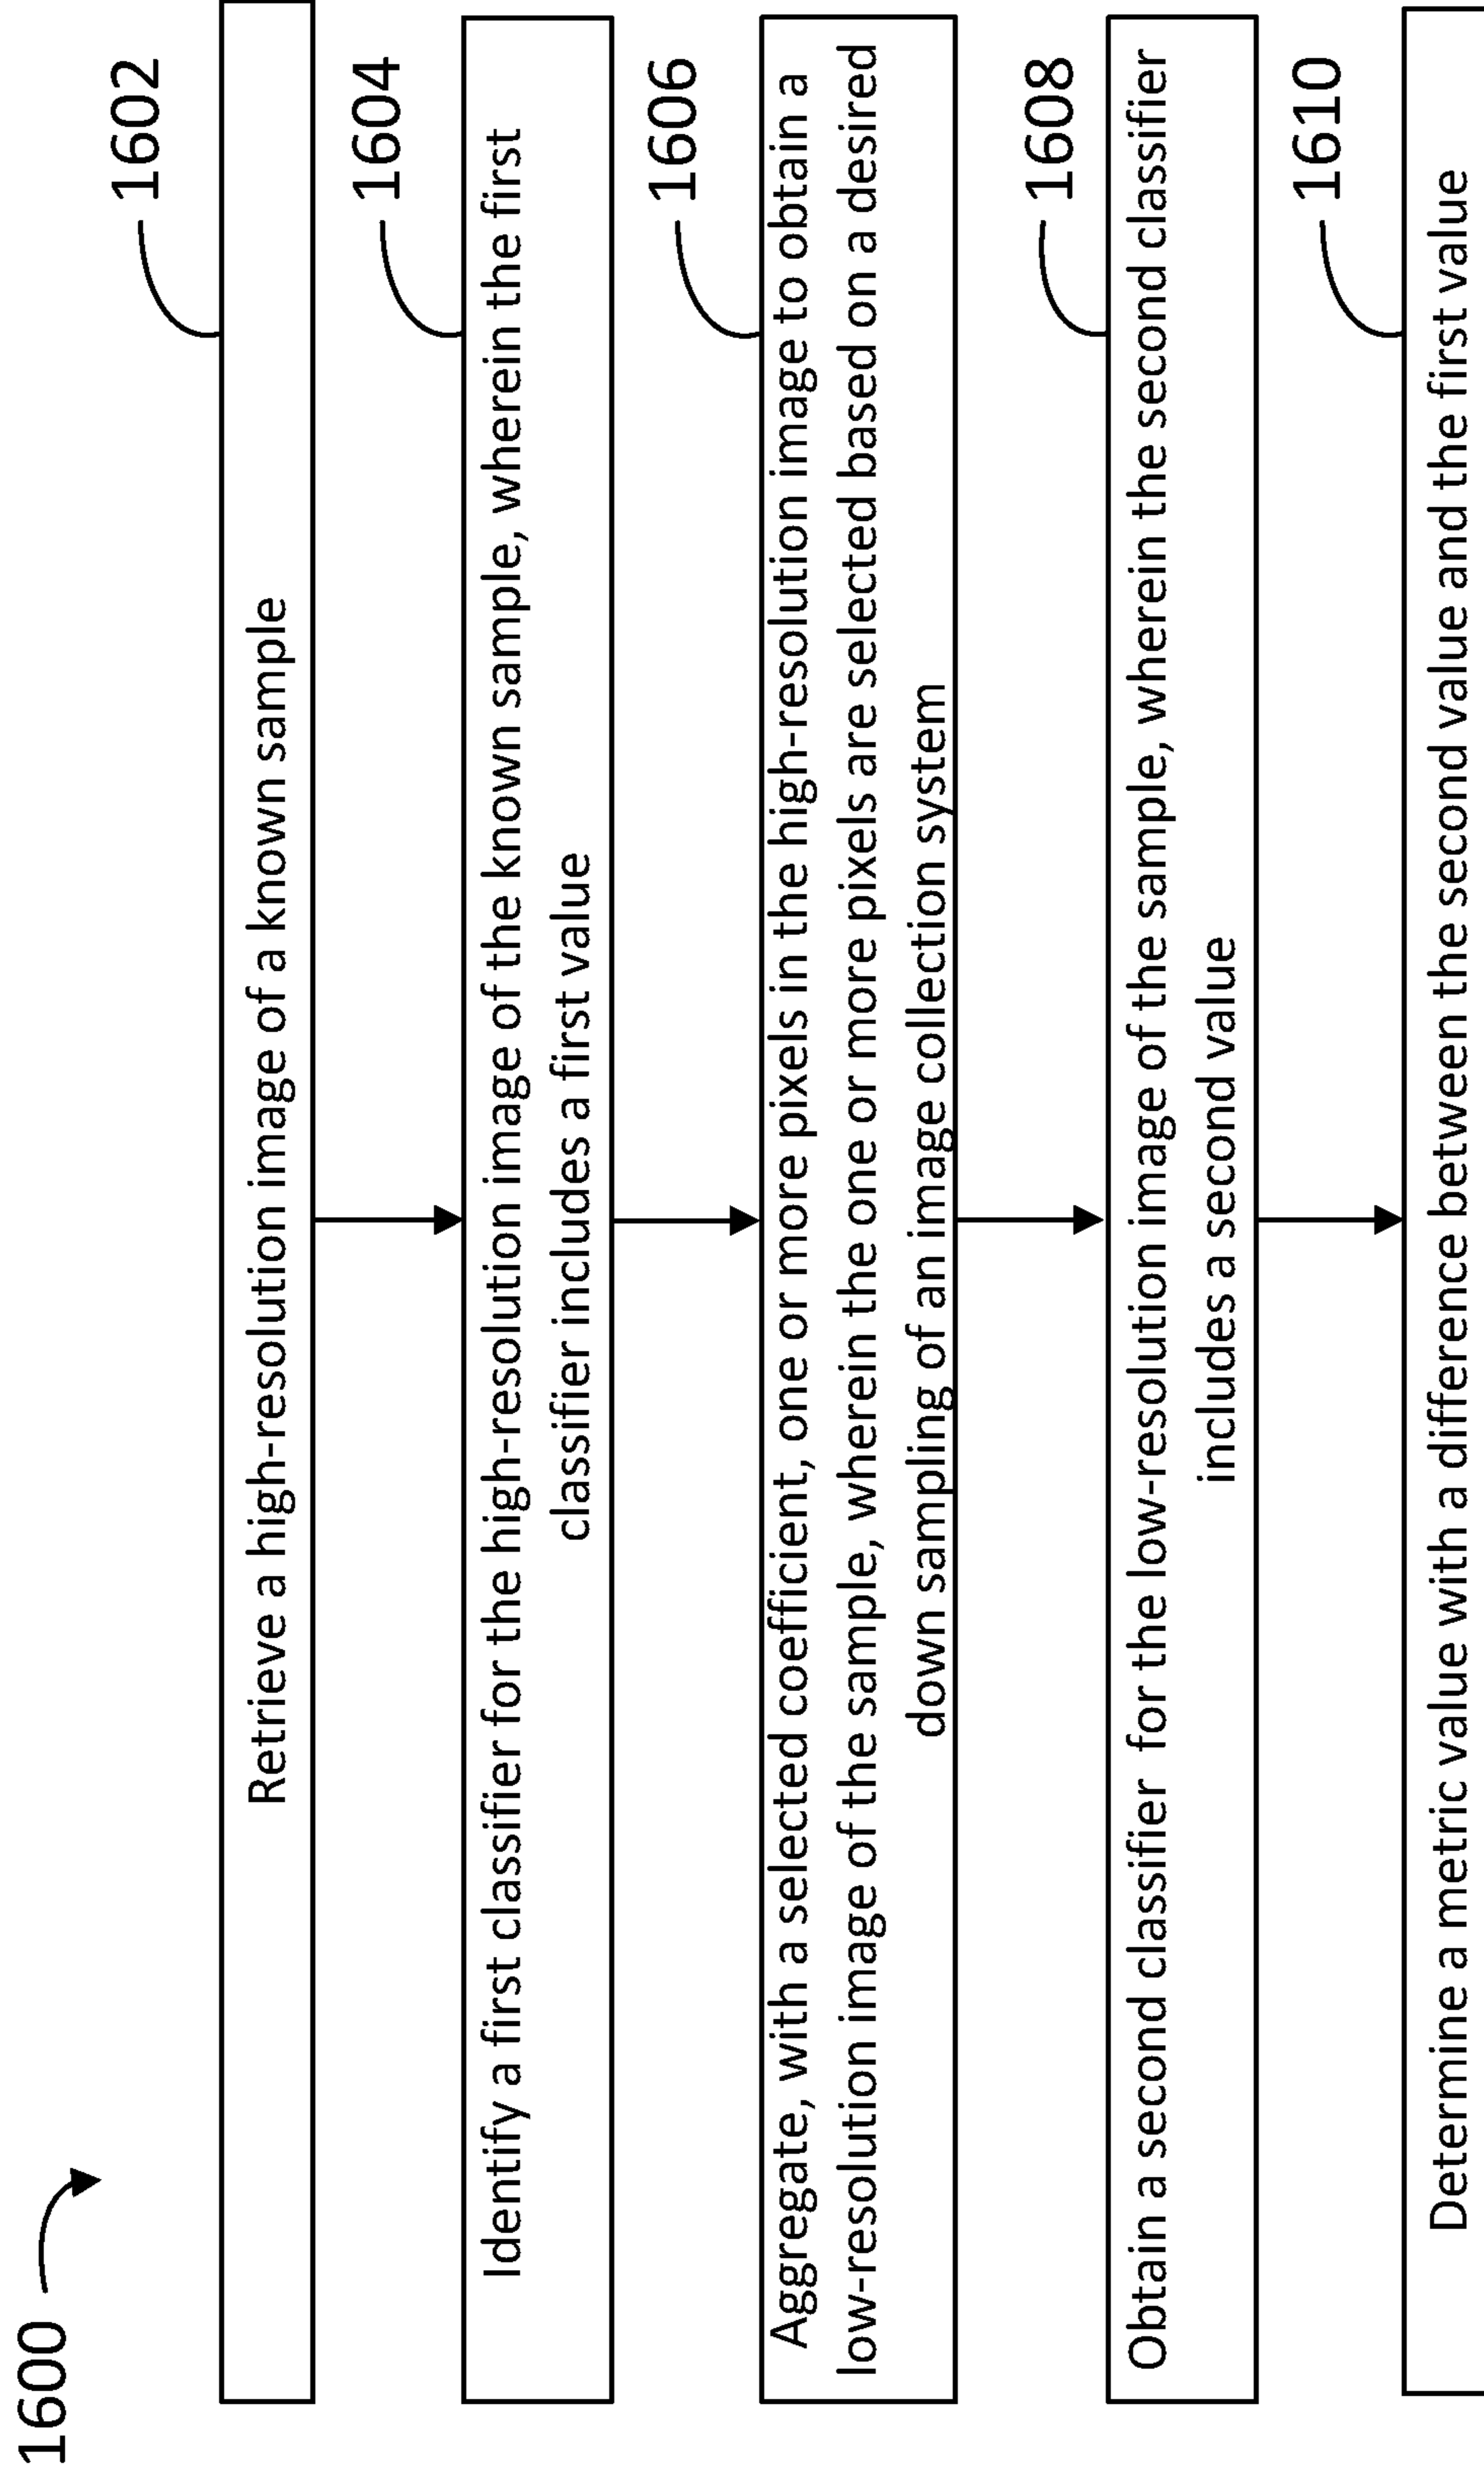 1600
1602
Retrieve a high-resolution image of a known sample
1604
Identify a first classifier for the high-resolution image of the known sample, wherein the first
classifier includes a first value
1606
Aggregate, with a selected coefficient, one or more pixels in the high-resolution image to obtain a
low-resolution image of the sample, wherein the one or more pixels are selected based on a desired
down sampling of an image collection system
1608
Obtain a second classifier for the low-resolution image of the sample, wherein the second classifier
includes a second value
1610
Determine a metric value with a difference between the second value and the first value